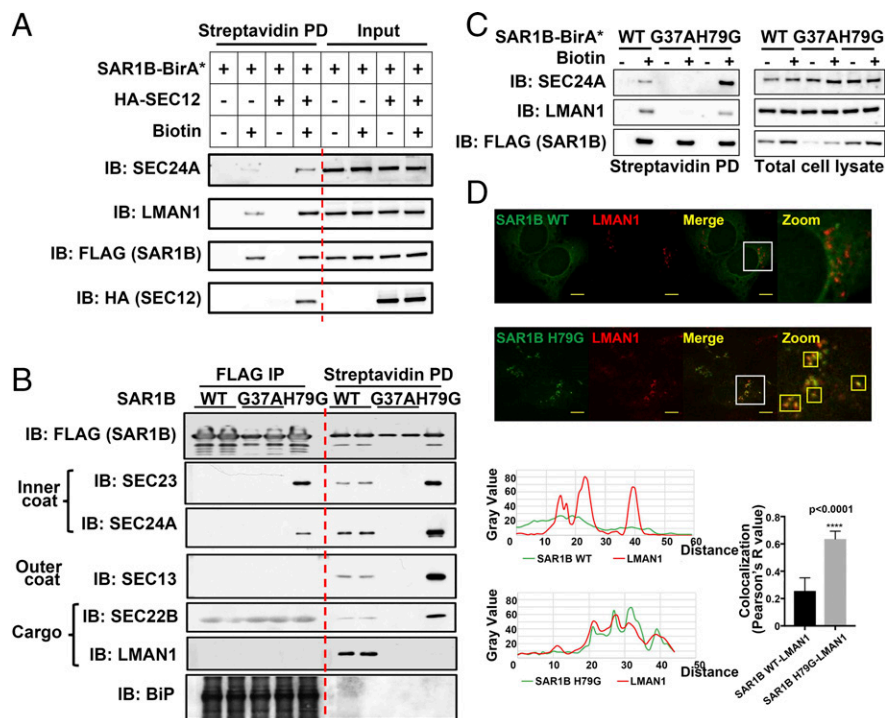 A
Streptavidin PD Input
SAR1B-BirA* + + + + + + + +
HA-SEC12 - - + + - - + +
Biotin - + - + - + - +
IB: SEC24A
IB: LMAN1
IB: FLAG (SAR1B)
IB: HA (SEC12)
B
FLAG IP Streptavidin PD
SAR1B WT G37A H79G WT G37A H79G
IB: FLAG (SAR1B)
Inner coat
IB: SEC23
IB: SEC24A
Outer coat
IB: SEC13
Cargo
IB: SEC22B
IB: LMAN1
IB: BiP
C
SAR1B-BirA* WT G37A H79G WT G37A H79G
Biotin - + - + - + - + - + - +
IB: SEC24A
IB: LMAN1
IB: FLAG (SAR1B)
Streptavidin PD Total cell lysate
D
SAR1B WT LMAN1 Merge Zoom
SAR1B H79G LMAN1 Merge Zoom
Gray Value
80
60
40
20
0 10 20 30 40 50 60
Distance
SAR1B WT LMAN1
Gray Value
80
60
40
20
0 10 20 30 40 50
Distance
SAR1B H79G LMAN1
p<0.0001
****
Colocalization
(Pearson's R value)
0.8
0.6
0.4
0.2
0
SAR1B WT-LMAN1
SAR1B H79G-LMAN1